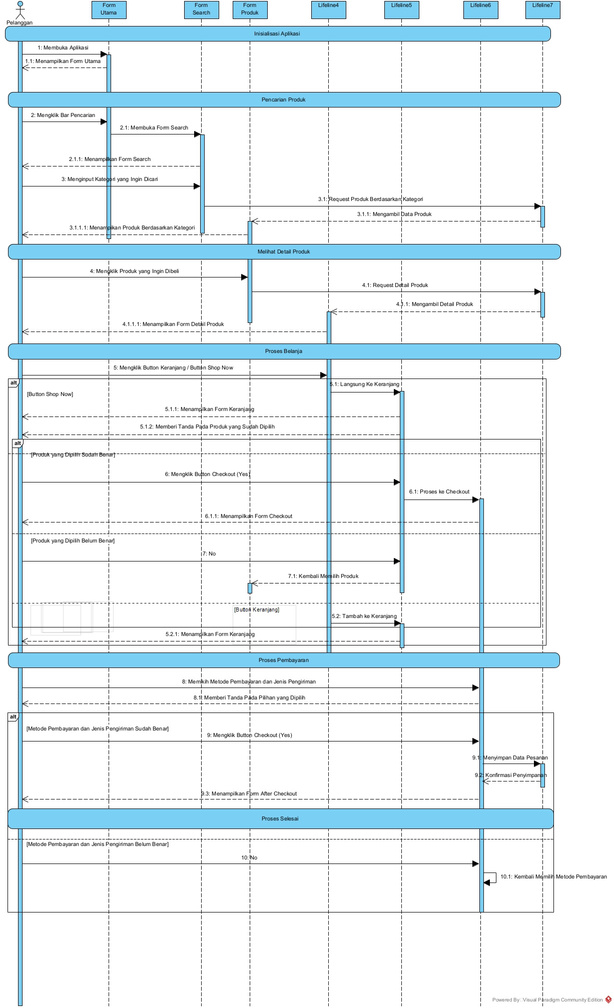 Pelanggan
Form
Utama
Form
Search
Form
Produk
Lifeline4
Lifeline5
Lifeline6
Lifeline7
Inisialisasi Aplikasi
1: Membuka Aplikasi
1.1: Menampilkan Form Utama
Pencarian Produk
2: Mengklik Bar Pencarian
2.1: Membuka Form Search
2.1.1: Menampilkan Form Search
3: Menginput Kategori yang Ingin Dicari
3.1: Request Produk Berdasarkan Kategori
3.1.1: Mengambil Data Produk
3.1.1.1: Menampilkan Produk Berdasarkan Kategori
Melihat Detail Produk
4: Mengklik Produk yang Ingin Dibeli
4.1: Request Detail Produk
4.1.1: Mengambil Detail Produk
4.1.1.1: Menampilkan Form Detail Produk
Proses Belanja
5: Mengklik Button Keranjang / Button Shop Now
alt
5.1: Langsung Ke Keranjang
[Button Shop Now]
5.1.1: Menampilkan Form Keranjang
5.1.2: Memberi Tanda Pada Produk yang Sudah Dipilih
alt
[Produk yang Dipilih Sudah Benar]
6: Mengklik Button Checkout (Yes)
6.1: Proses ke Checkout
6.1.1: Menampilkan Form Checkout
[Produk yang Dipilih Belum Benar]
7: No
7.1: Kembali Memilih Produk
[Button Keranjang]
5.2: Tambah ke Keranjang
5.2.1: Menampilkan Form Keranjang
Proses Pembayaran
8: Memilih Metode Pembayaran dan Jenis Pengiriman
8.1: Memberi Tanda Pada Pilihan yang Dipilih
alt
[Metode Pembayaran dan Jenis Pengiriman Sudah Benar]
9: Mengklik Button Checkout (Yes)
9.1: Menyimpan Data Pesanan
9.2: Konfirmasi Penyimpanan
9.3: Menampilkan Form After Checkout
Proses Selesai
[Metode Pembayaran dan Jenis Pengiriman Belum Benar]
10: No
10.1: Kembali Memilih Metode Pembayaran
Powered By: Visual Paradigm Community Edition